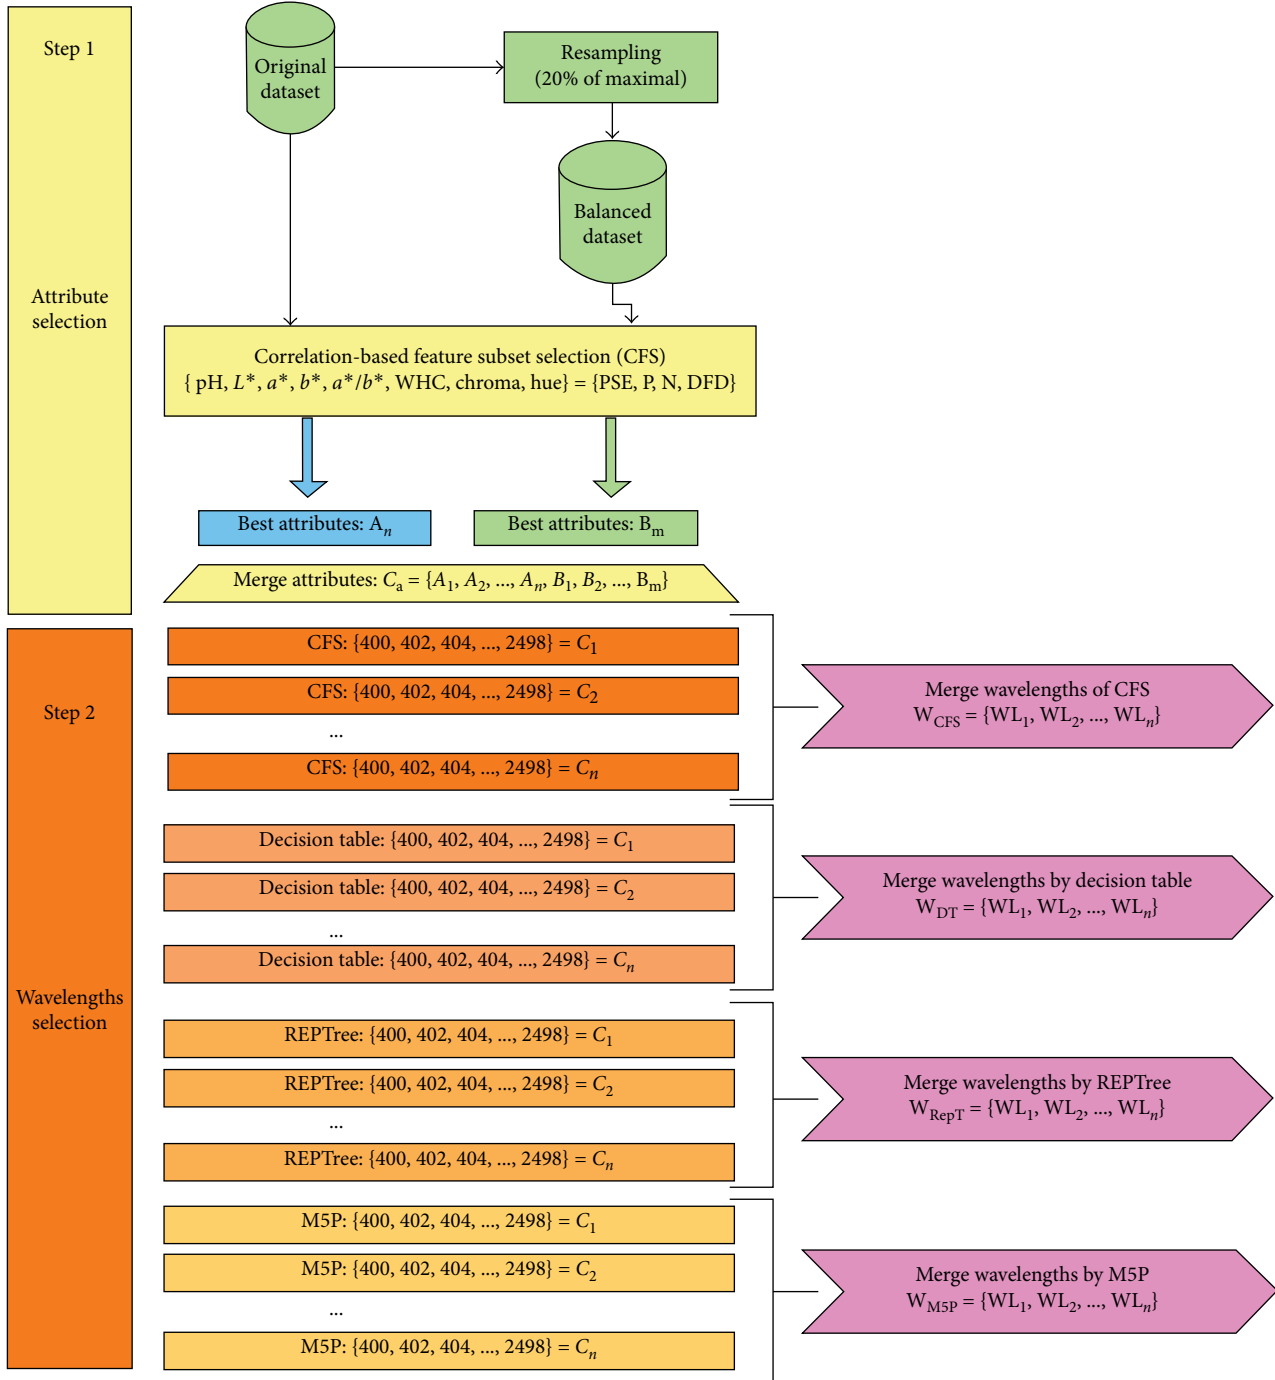 Step 1
Attribute
selection
Original
dataset
Resampling
(20% of maximal)
Balanced
dataset
Correlation-based feature subset selection (CFS)
{ pH, L*, a*, b*, a*/b*, WHC, chroma, hue} = {PSE, P, N, DFD}
Best attributes: Aₙ
Best attributes: Bₘ
Merge attributes: Cₐ = {A₁, A₂, ..., Aₙ, B₁, B₂, ..., Bₘ}
Step 2
Wavelengths
selection
CFS: {400, 402, 404, ..., 2498} = C₁
CFS: {400, 402, 404, ..., 2498} = C₂
...
CFS: {400, 402, 404, ..., 2498} = Cₙ
Merge wavelengths of CFS
W_CFS = {WL₁, WL₂, ..., WLₙ}
Decision table: {400, 402, 404, ..., 2498} = C₁
Decision table: {400, 402, 404, ..., 2498} = C₂
...
Decision table: {400, 402, 404, ..., 2498} = Cₙ
Merge wavelengths by decision table
W_DT = {WL₁, WL₂, ..., WLₙ}
REPTree: {400, 402, 404, ..., 2498} = C₁
REPTree: {400, 402, 404, ..., 2498} = C₂
...
REPTree: {400, 402, 404, ..., 2498} = Cₙ
Merge wavelengths by REPTree
W_RepT = {WL₁, WL₂, ..., WLₙ}
M5P: {400, 402, 404, ..., 2498} = C₁
M5P: {400, 402, 404, ..., 2498} = C₂
...
M5P: {400, 402, 404, ..., 2498} = Cₙ
Merge wavelengths by M5P
W_M5P = {WL₁, WL₂, ..., WLₙ}